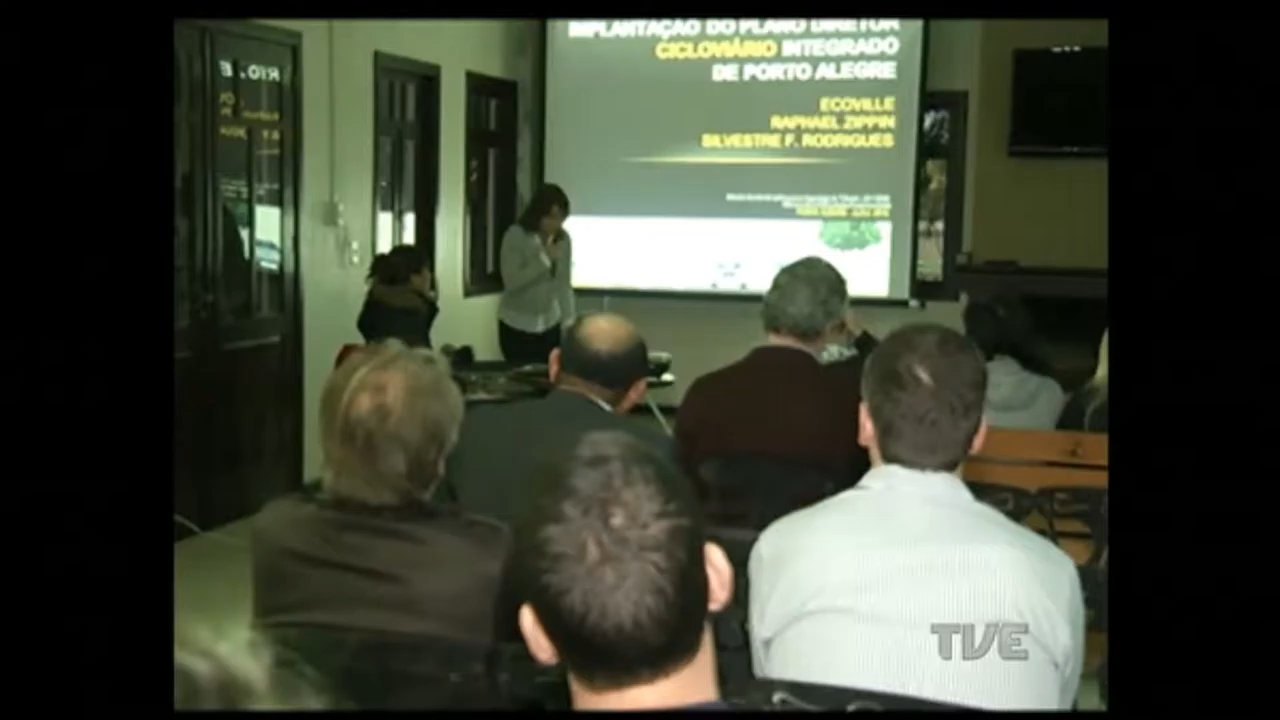 IMPLANTAÇÃO DO PLANO DIRETOR
CICLOVIÁRIO INTEGRADO
DE PORTO ALEGRE
ECOVILLE
RAPHAEL ZIPPIN
SILVESTRE F. RODRIGUES
TVE